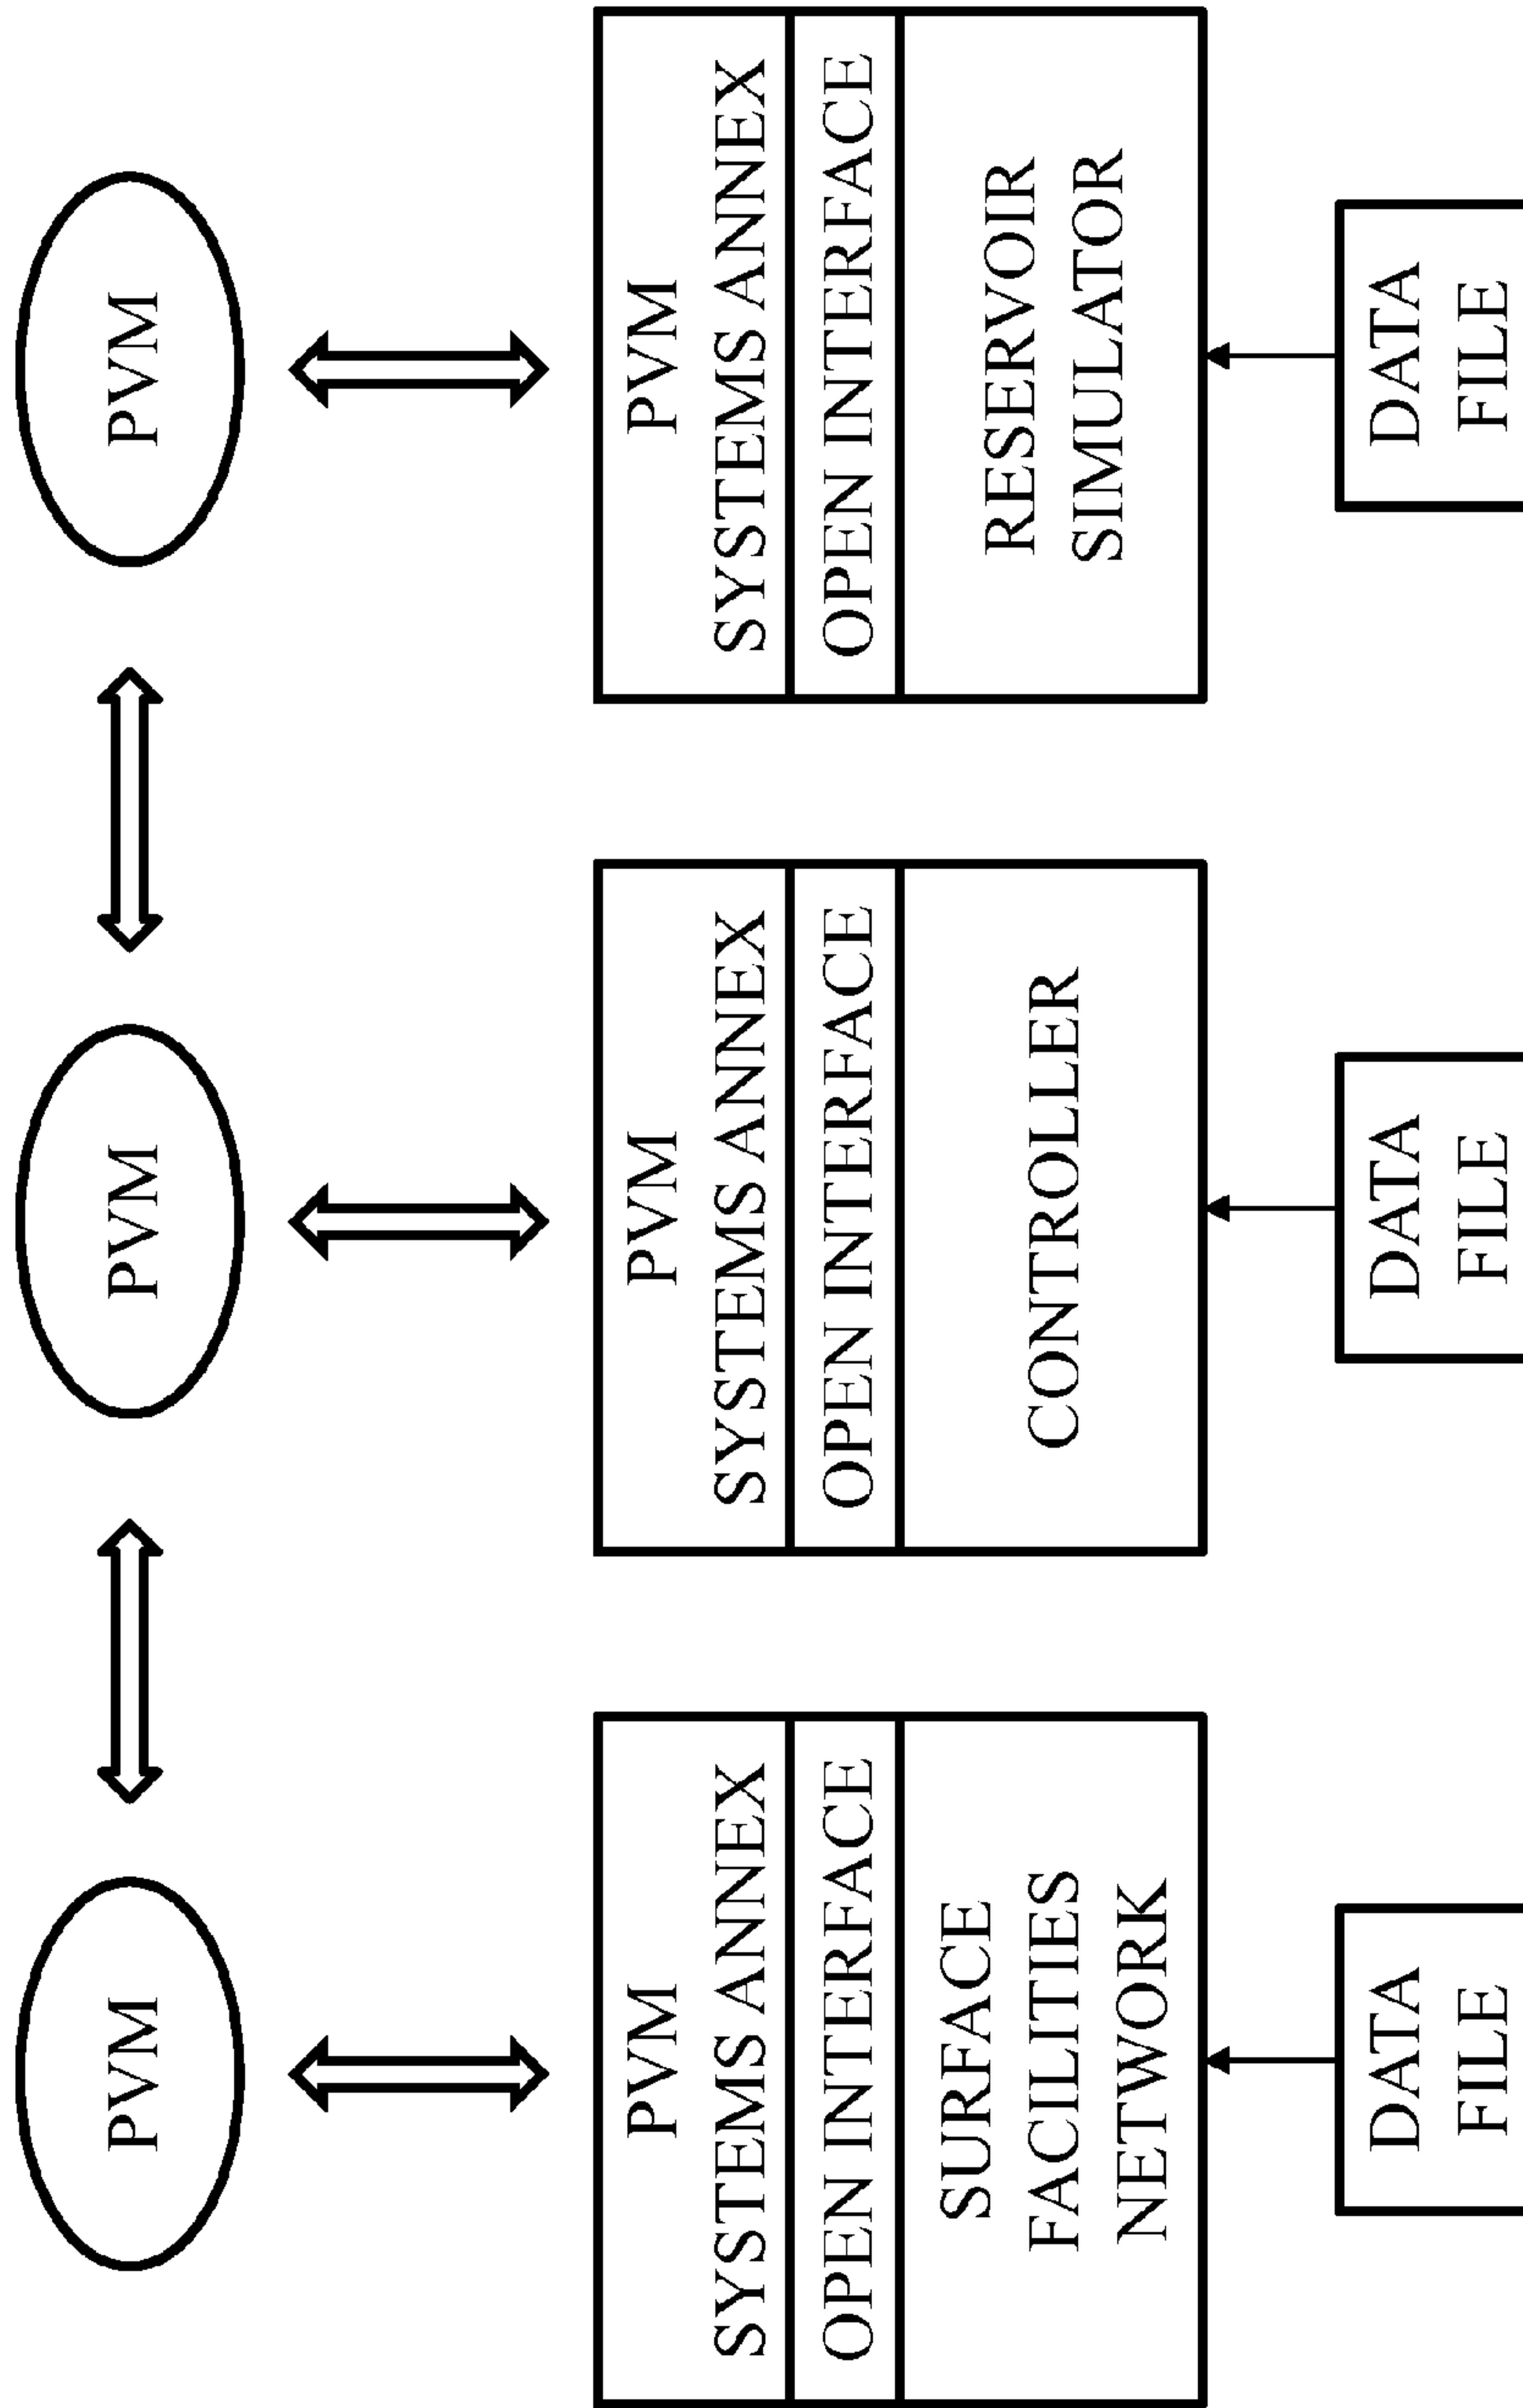 PVM
PVM
PVM
PVM
SYSTEMS ANNEX
OPEN INTERFACE
SURFACE
FACILITIES
NETWORK
PVM
SYSTEMS ANNEX
OPEN INTERFACE
CONTROLLER
PVM
SYSTEMS ANNEX
OPEN INTERFACE
RESERVOIR
SIMULATOR
DATA
FILE
DATA
FILE
DATA
FILE